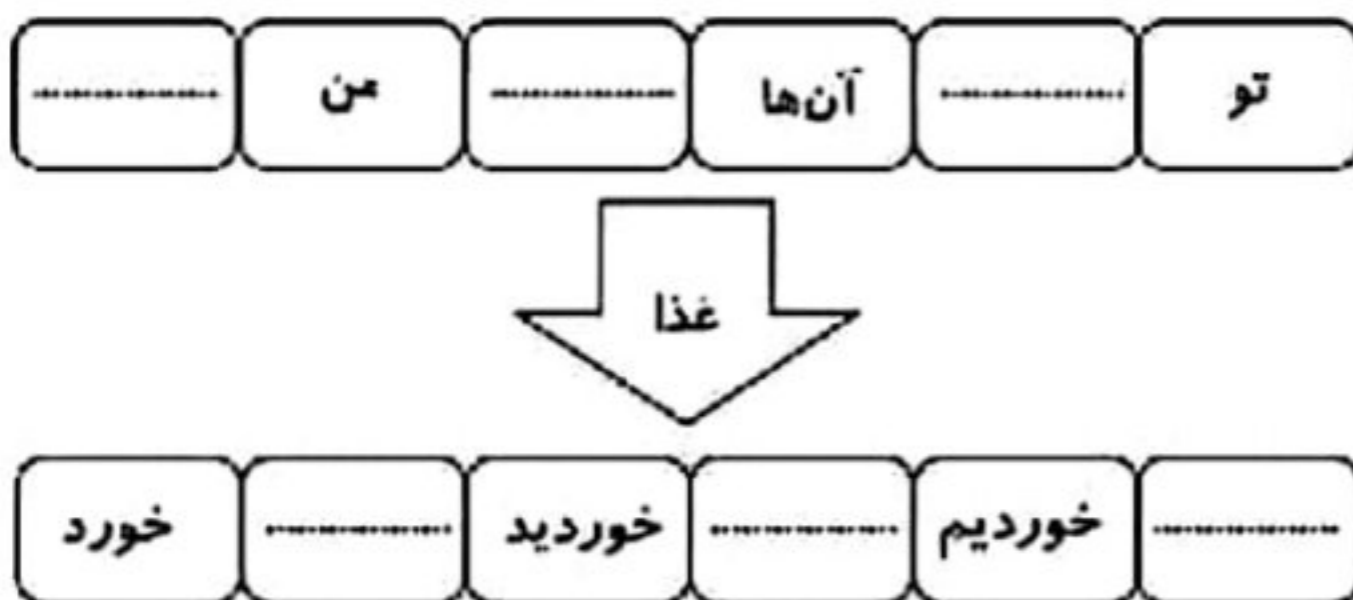 تو ........ آن‌ها ........ من ........
غذا
........ خوردیم ........ خوردید ........ خورد